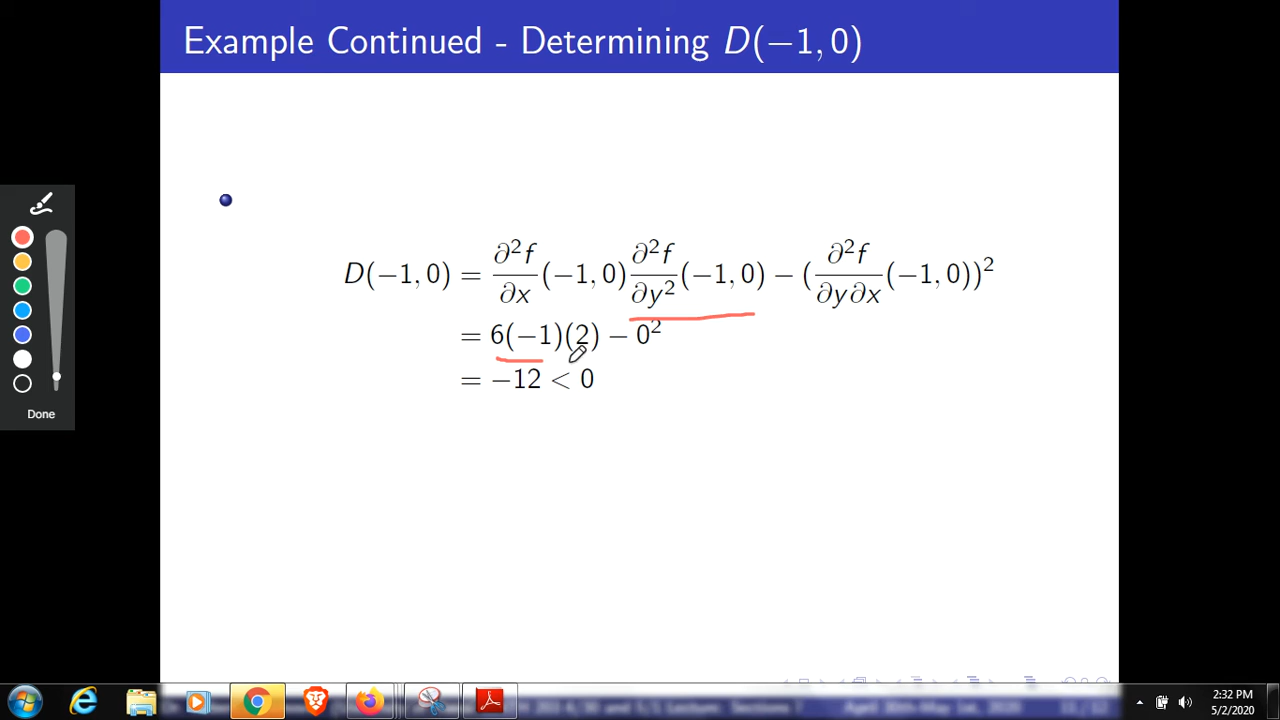 Example Continued - Determining D(−1, 0)
D(−1, 0) = ∂²f/∂x (−1, 0) ∂²f/∂y² (−1, 0) − (∂²f/∂y∂x (−1, 0))²
= 6(−1)(2) − 0²
= −12 < 0
Done
2:32 PM
5/2/2020